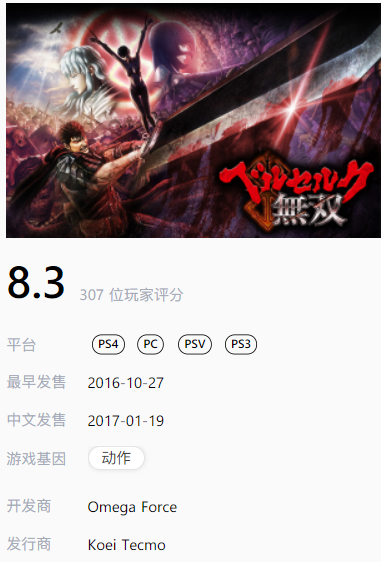 ベルセルク
無双
8.3 307 位玩家评分
平台 PS4 PC PSV PS3
最早发售 2016-10-27
中文发售 2017-01-19
游戏基因 动作
开发商 Omega Force
发行商 Koei Tecmo